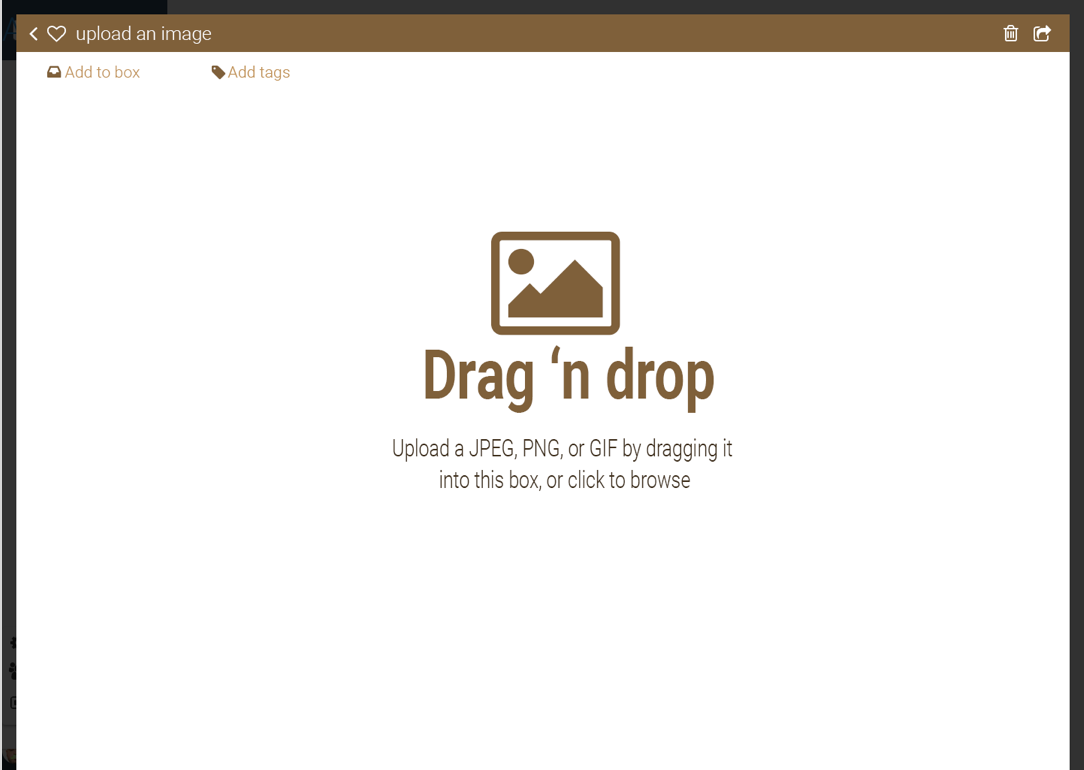 upload an image
Add to box
Add tags
Drag ‘n drop
Upload a JPEG, PNG, or GIF by dragging it
into this box, or click to browse